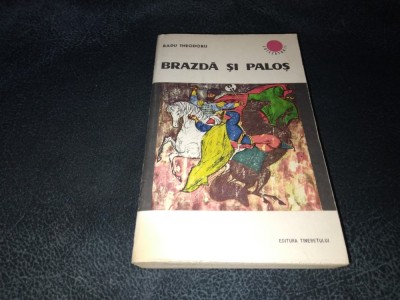 RADU THEODORU
BRAZDĂ ȘI PALOȘ
EDITURA TINERETULUI